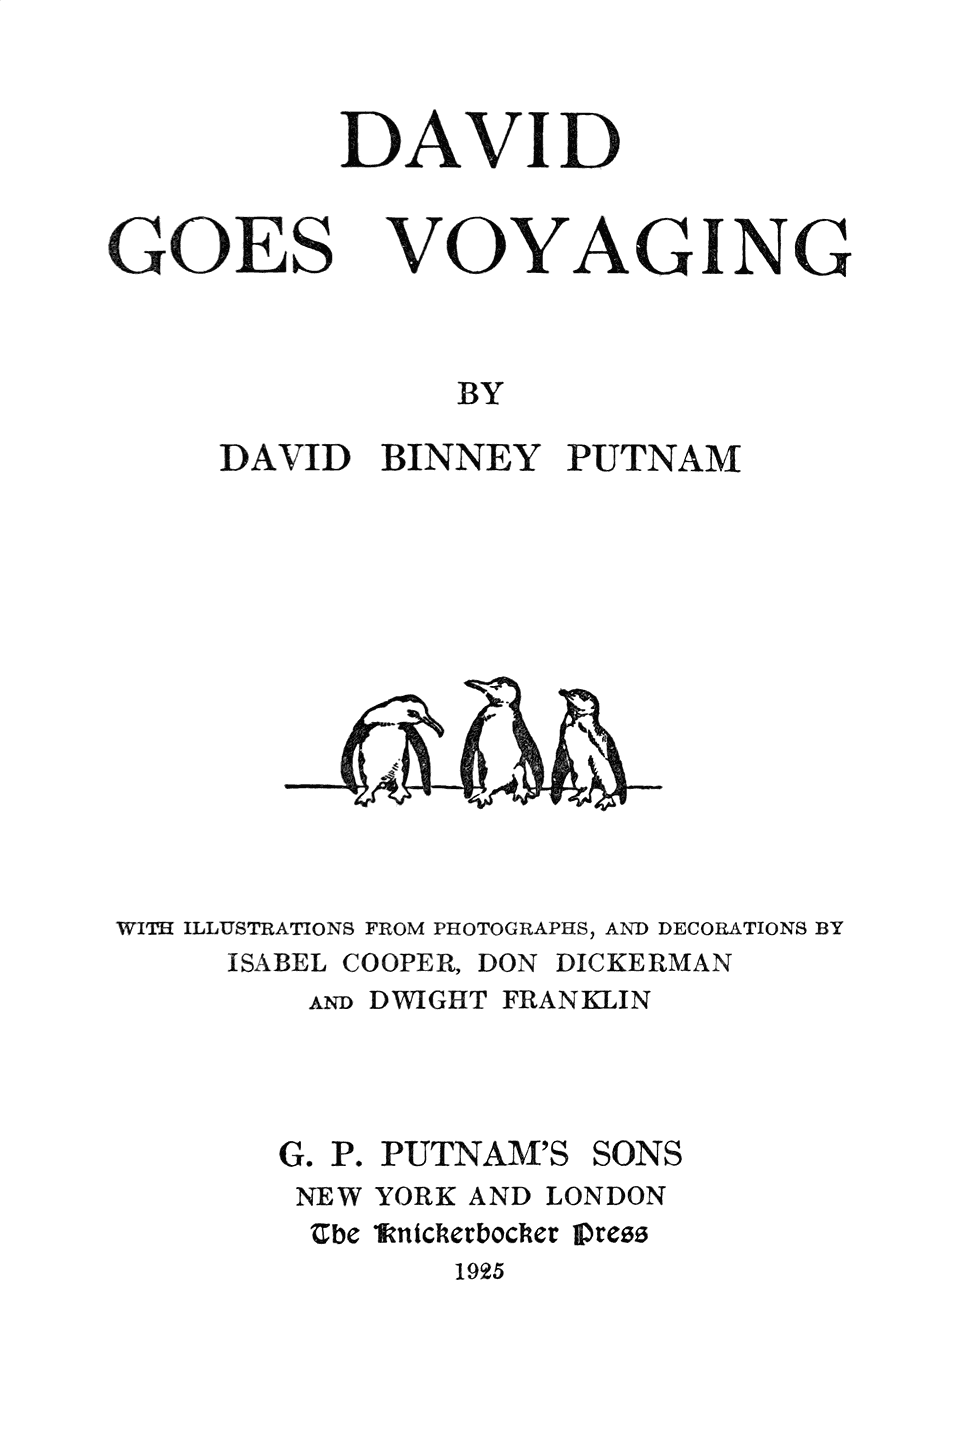 DAVID
GOES VOYAGING
BY
DAVID BINNEY PUTNAM
WITH ILLUSTRATIONS FROM PHOTOGRAPHS, AND DECORATIONS BY
ISABEL COOPER, DON DICKERMAN
AND DWIGHT FRANKLIN
G. P. PUTNAM'S SONS
NEW YORK AND LONDON
The Knickerbocker Press
1925